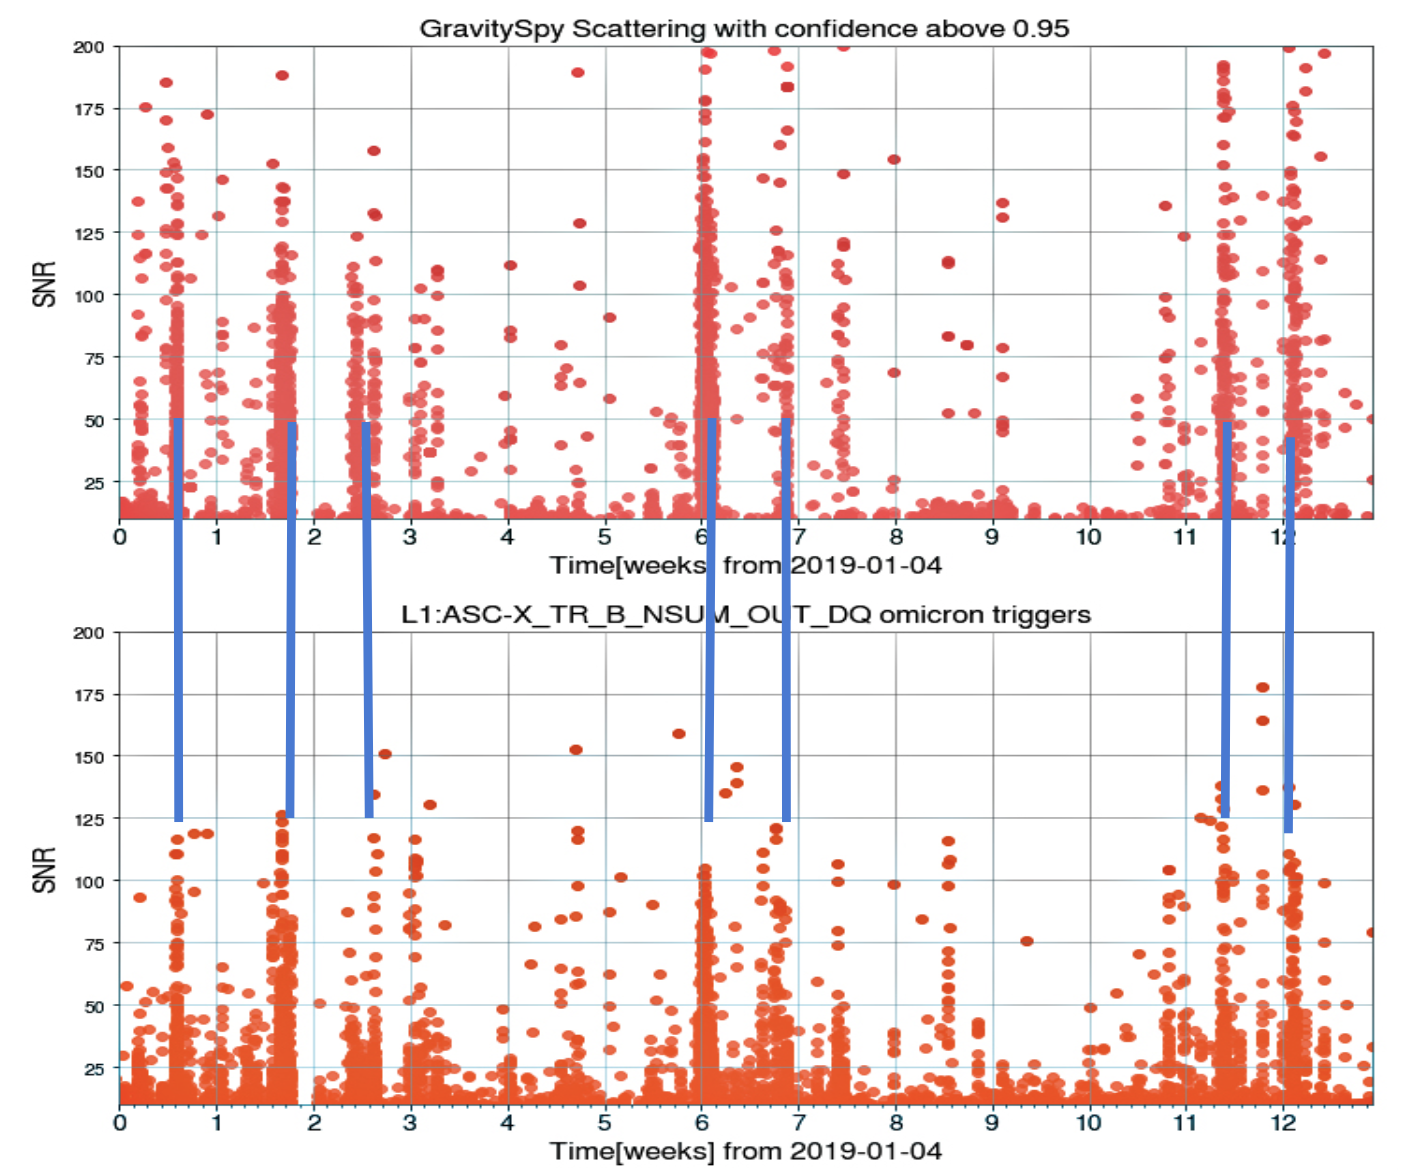 GravitySpy Scattering with confidence above 0.95
200
175
150
125
100
75
50
25
SNR
0 1 2 3 4 5 6 7 8 9 10 11 12
Time[weeks] from 2019-01-04
L1:ASC-X_TR_B_NSUM_OUT_DQ omicron triggers
200
175
150
125
100
75
50
25
SNR
0 1 2 3 4 5 6 7 8 9 10 11 12
Time[weeks] from 2019-01-04